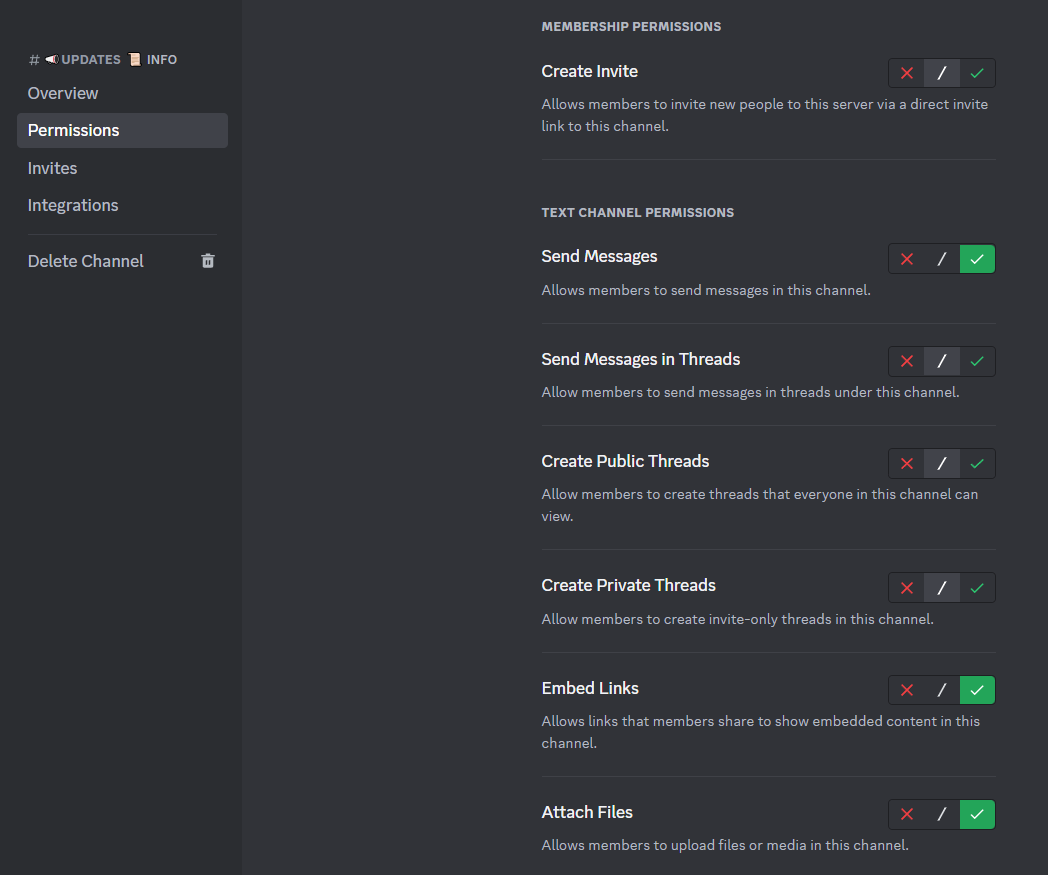 # 📢UPDATES 📜 INFO
Overview
Permissions
Invites
Integrations
Delete Channel
MEMBERSHIP PERMISSIONS
Create Invite
Allows members to invite new people to this server via a direct invite
link to this channel.
TEXT CHANNEL PERMISSIONS
Send Messages
Allows members to send messages in this channel.
Send Messages in Threads
Allow members to send messages in threads under this channel.
Create Public Threads
Allow members to create threads that everyone in this channel can
view.
Create Private Threads
Allow members to create invite-only threads in this channel.
Embed Links
Allows links that members share to show embedded content in this
channel.
Attach Files
Allows members to upload files or media in this channel.